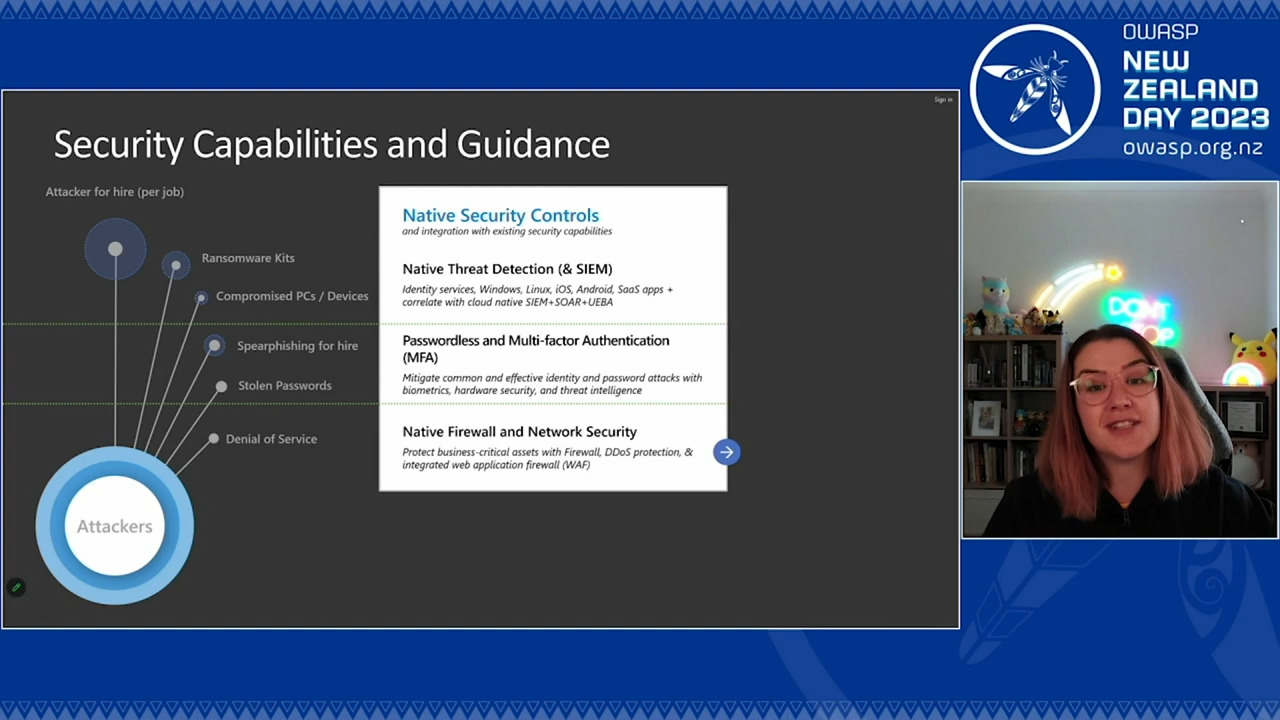 OWASP
NEW
ZEALAND
DAY 2023
owasp.org.nz
Sign in
Security Capabilities and Guidance
Attacker for hire (per job)
Ransomware Kits
Compromised PCs / Devices
Spearphishing for hire
Stolen Passwords
Denial of Service
Attackers
Native Security Controls
and integration with existing security capabilities
Native Threat Detection (& SIEM)
Identity services, Windows, Linux, iOS, Android, SaaS apps +
correlate with cloud native SIEM+SOAR+UEBA
Passwordless and Multi-factor Authentication
(MFA)
Mitigate common and effective identity and password attacks with
biometrics, hardware security, and threat intelligence
Native Firewall and Network Security
Protect business-critical assets with Firewall, DDoS protection, &
integrated web application firewall (WAF)
DON'T